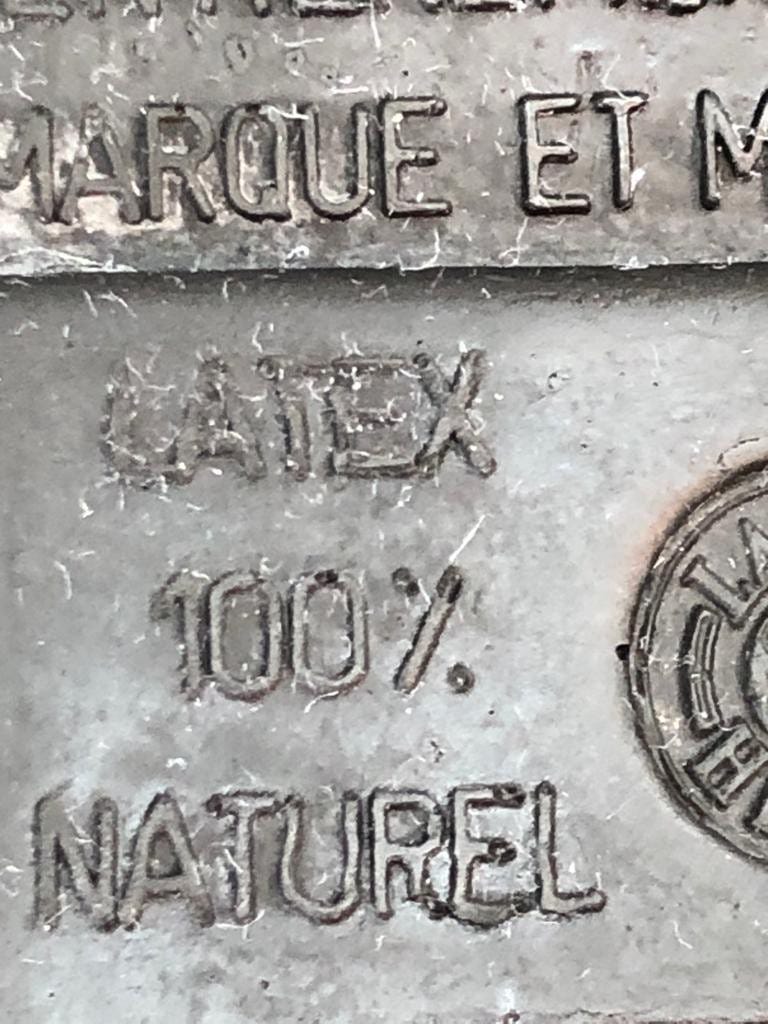 MARQUE ET M
LATEX
100%
NATUREL